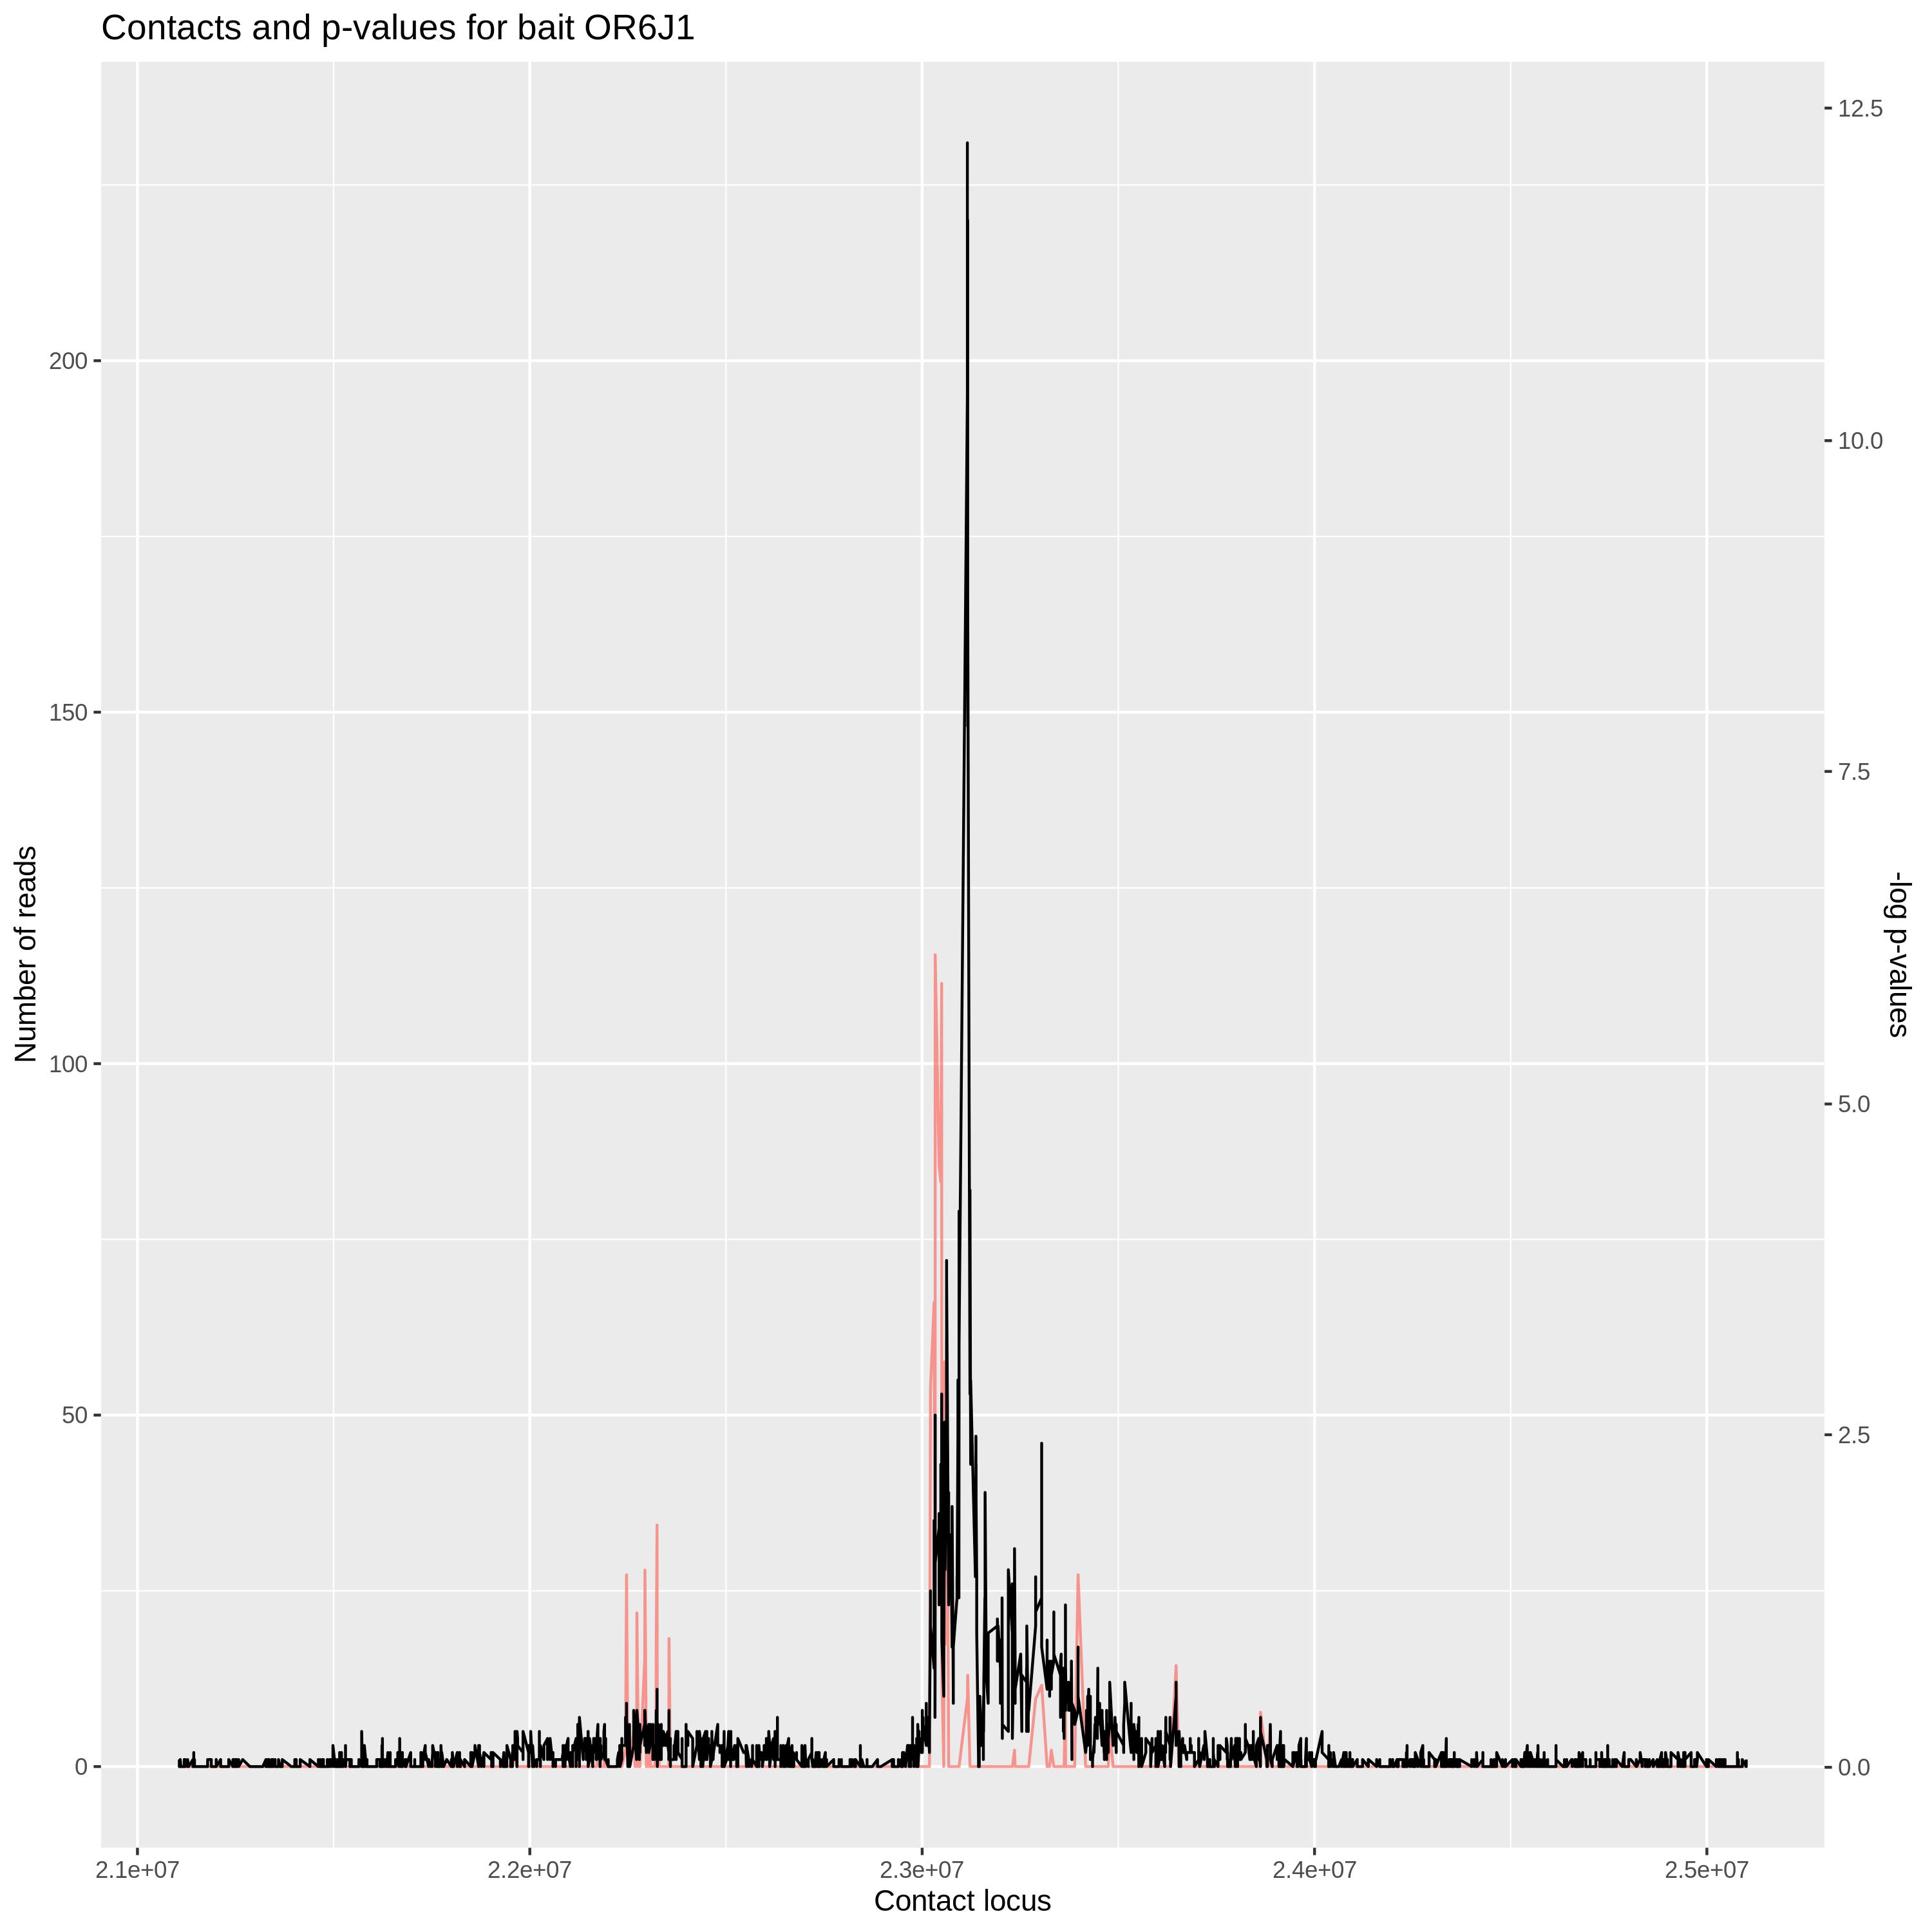 Contacts and p-values for bait OR6J1
12.5
200
10.0
150
7.5
Number of reads
-log p-values
100
5.0
50
2.5
0
0.0
2.1e+07
2.2e+07
2.3e+07
2.4e+07
2.5e+07
Contact locus